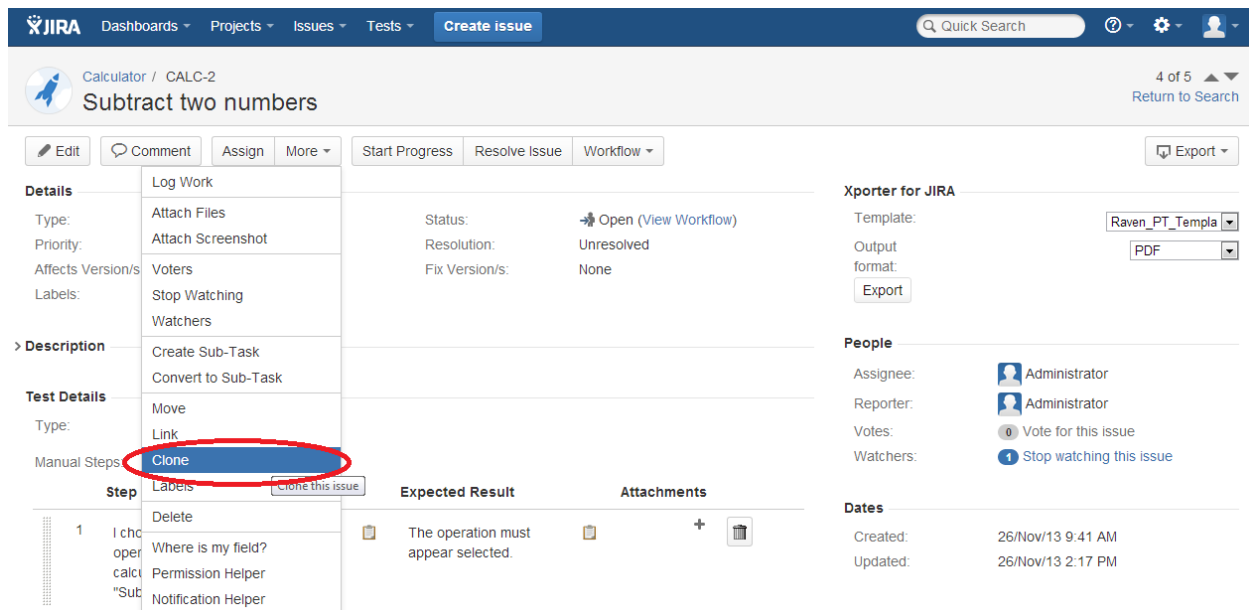 JIRA Dashboards Projects Issues Tests Create issue Quick Search
Calculator / CALC-2 4 of 5
Subtract two numbers Return to Search
Edit Comment Assign More Start Progress Resolve Issue Workflow Export
Log Work
Details Xporter for JIRA
Type: Attach Files Status: Open (View Workflow) Template: Raven_PT_Templa
Priority: Attach Screenshot Resolution: Unresolved Output format: PDF
Affects Version/s Voters Fix Version/s: None
Labels: Stop Watching Export
Watchers
Description Create Sub-Task People
Convert to Sub-Task Assignee: Administrator
Test Details Move Reporter: Administrator
Type: Link Votes: 0 Vote for this issue
Manual Steps: Clone Watchers: 1 Stop watching this issue
Step Labels Clone this issue Expected Result Attachments
Delete Dates
1 I cho The operation must Created: 26/Nov/13 9:41 AM
oper Where is my field? appear selected. Updated: 26/Nov/13 2:17 PM
calcu Permission Helper
"Sub Notification Helper